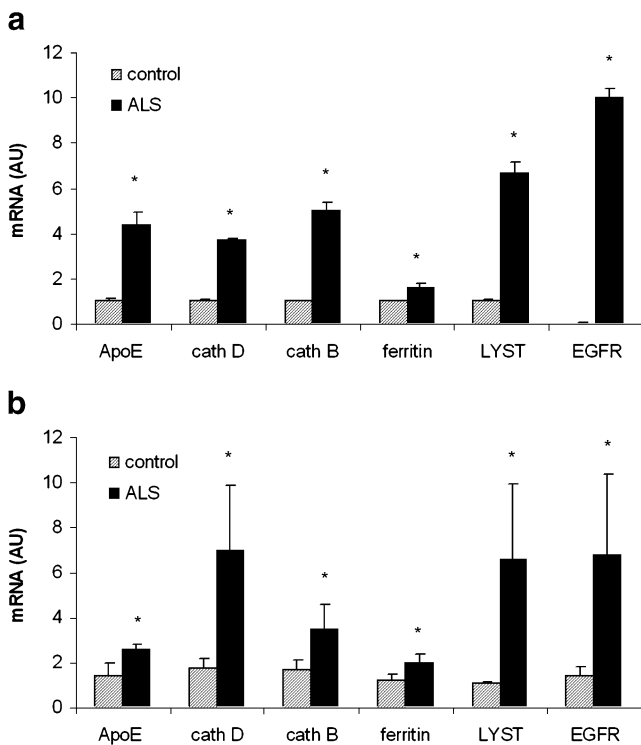 a
12
control
10
ALS
8
6
mRNA (AU)
4
2
0
* * * * * *
ApoE cath D cath B ferritin LYST EGFR
b
12
control
10
ALS
8
6
mRNA (AU)
4
2
0
* * * * * *
ApoE cath D cath B ferritin LYST EGFR